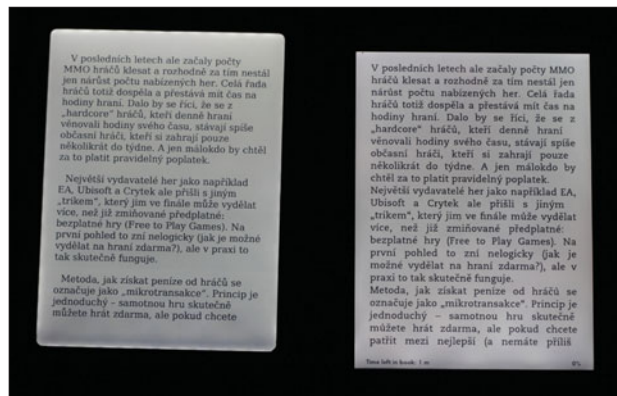 V posledních letech ale začaly počty
MMO hráčů klesat a rozhodně za tím nestál
jen nárůst počtu nabízených her. Celá řada
hráčů totiž dospěla a přestává mít čas na
hodiny hraní. Dalo by se říci, že se z
„hardcore“ hráčů, kteří denně hraní
věnovali hodiny svého času, stávají spíše
občasní hráči, kteří si zahrají pouze
několikrát do týdne. A jen málokdo by chtěl
za to platit pravidelný poplatek.
Největší vydavatelé her jako například
EA, Ubisoft a Crytek ale přišli s jiným
„trikem“, který jim ve finále může vydělat
více, než již zmiňované předplatné:
bezplatné hry (Free to Play Games). Na
první pohled to zní nelogicky (jak je možné
vydělat na hraní zdarma?), ale v praxi to
tak skutečně funguje.
Metoda, jak získat peníze od hráčů se
označuje jako „mikrotransakce“. Princip je
jednoduchý – samotnou hru skutečně
můžete hrát zdarma, ale pokud chcete
V posledních letech ale začaly počty MMO
hráčů klesat a rozhodně za tím nestál
jen nárůst počtu nabízených her. Celá řada
hráčů totiž dospěla a přestává mít čas na
hodiny hraní. Dalo by se říci, že se z
„hardcore“ hráčů, kteří denně hraní
věnovali hodiny svého času, stávají spíše
občasní hráči, kteří si zahrají pouze
několikrát do týdne. A jen málokdo by chtěl
za to platit pravidelný poplatek.
Největší vydavatelé her jako například EA,
Ubisoft a Crytek ale přišli s jiným
„trikem“, který jim ve finále může vydělat
více, než již zmiňované předplatné:
bezplatné hry (Free to Play Games). Na
první pohled to zní nelogicky (jak je
možné vydělat na hraní zdarma?), ale v
praxi to tak skutečně funguje.
Metoda, jak získat peníze od hráčů se
označuje jako „mikrotransakce“. Princip je
jednoduchý – samotnou hru skutečně
můžete hrát zdarma, ale pokud chcete
patřit mezi nejlepší (a nemáte příliš
Time left in book: 1 m